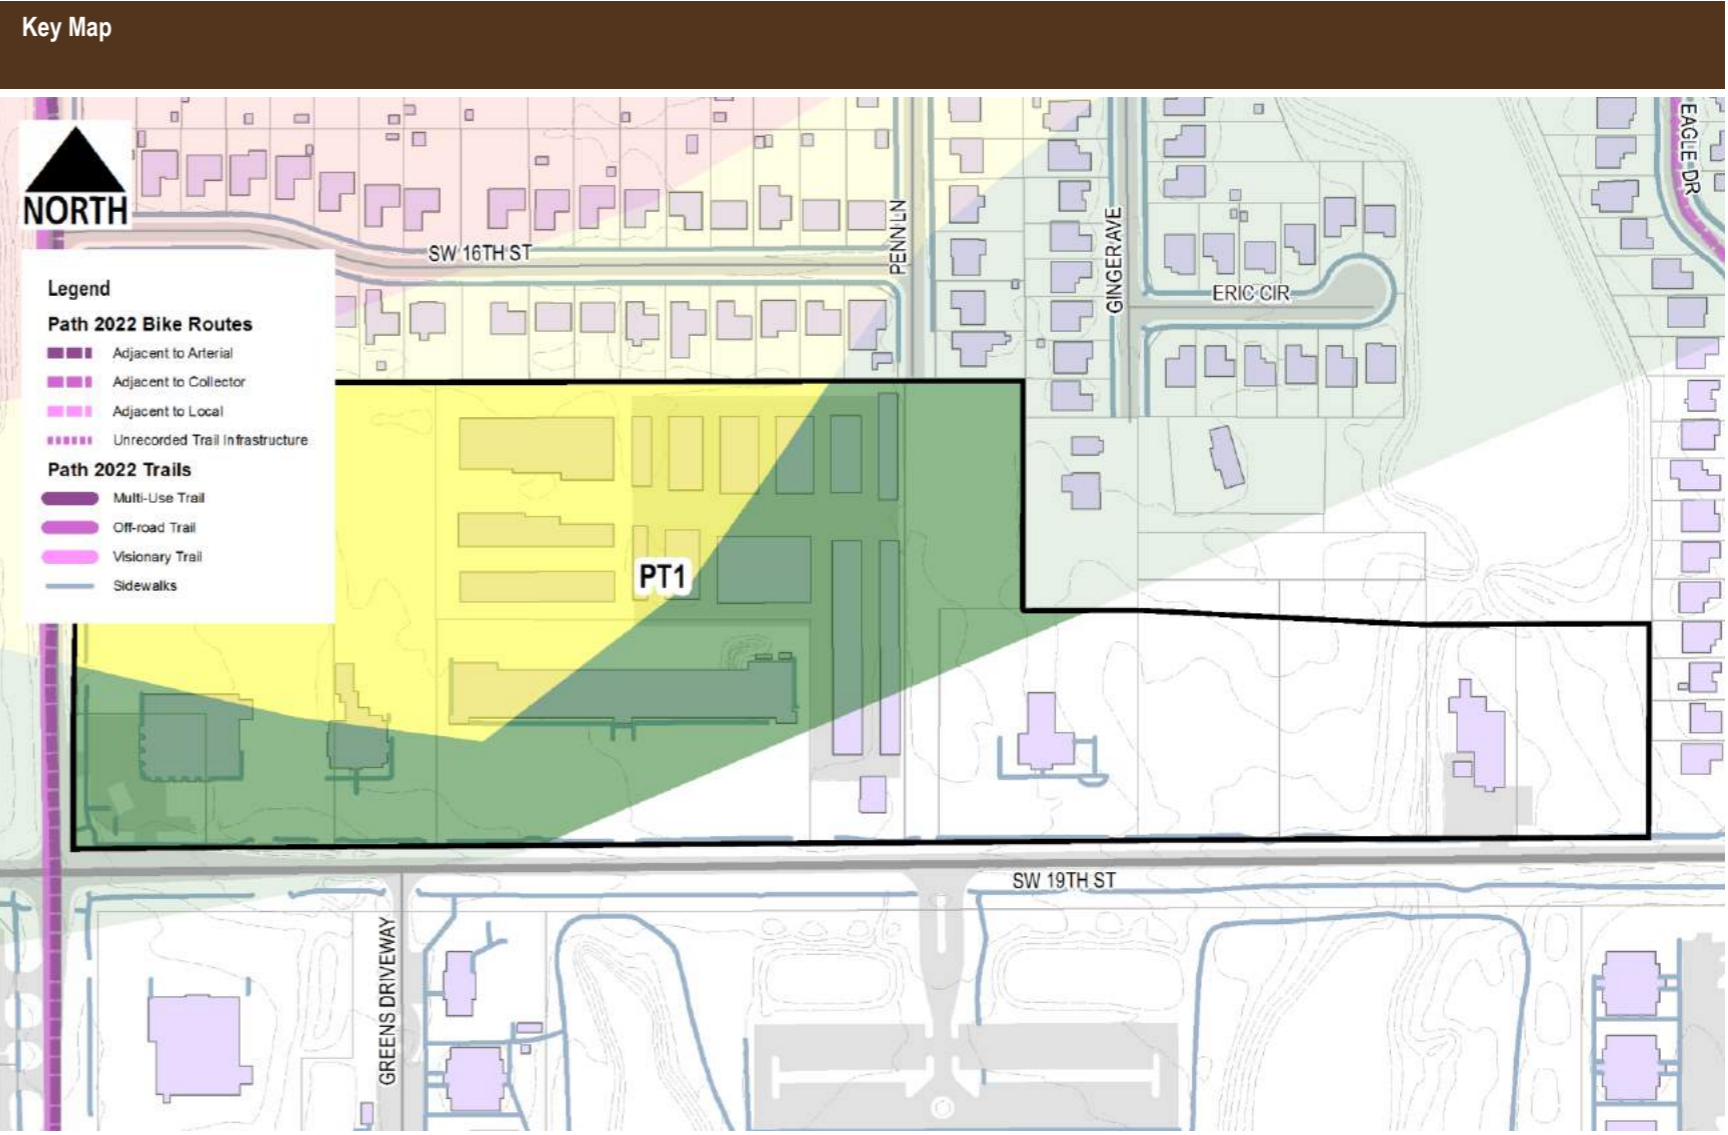 Key Map
NORTH
SW 16TH ST
PENN LN
GINGER AVE
ERIC CIR
EAGLE DR
Legend
Path 2022 Bike Routes
Adjacent to Arterial
Adjacent to Collector
Adjacent to Local
Unrecorded Trail Infrastructure
Path 2022 Trails
Multi-Use Trail
Off-road Trail
Visionary Trail
Sidewalks
PT1
SW 19TH ST
GREENS DRIVEWAY